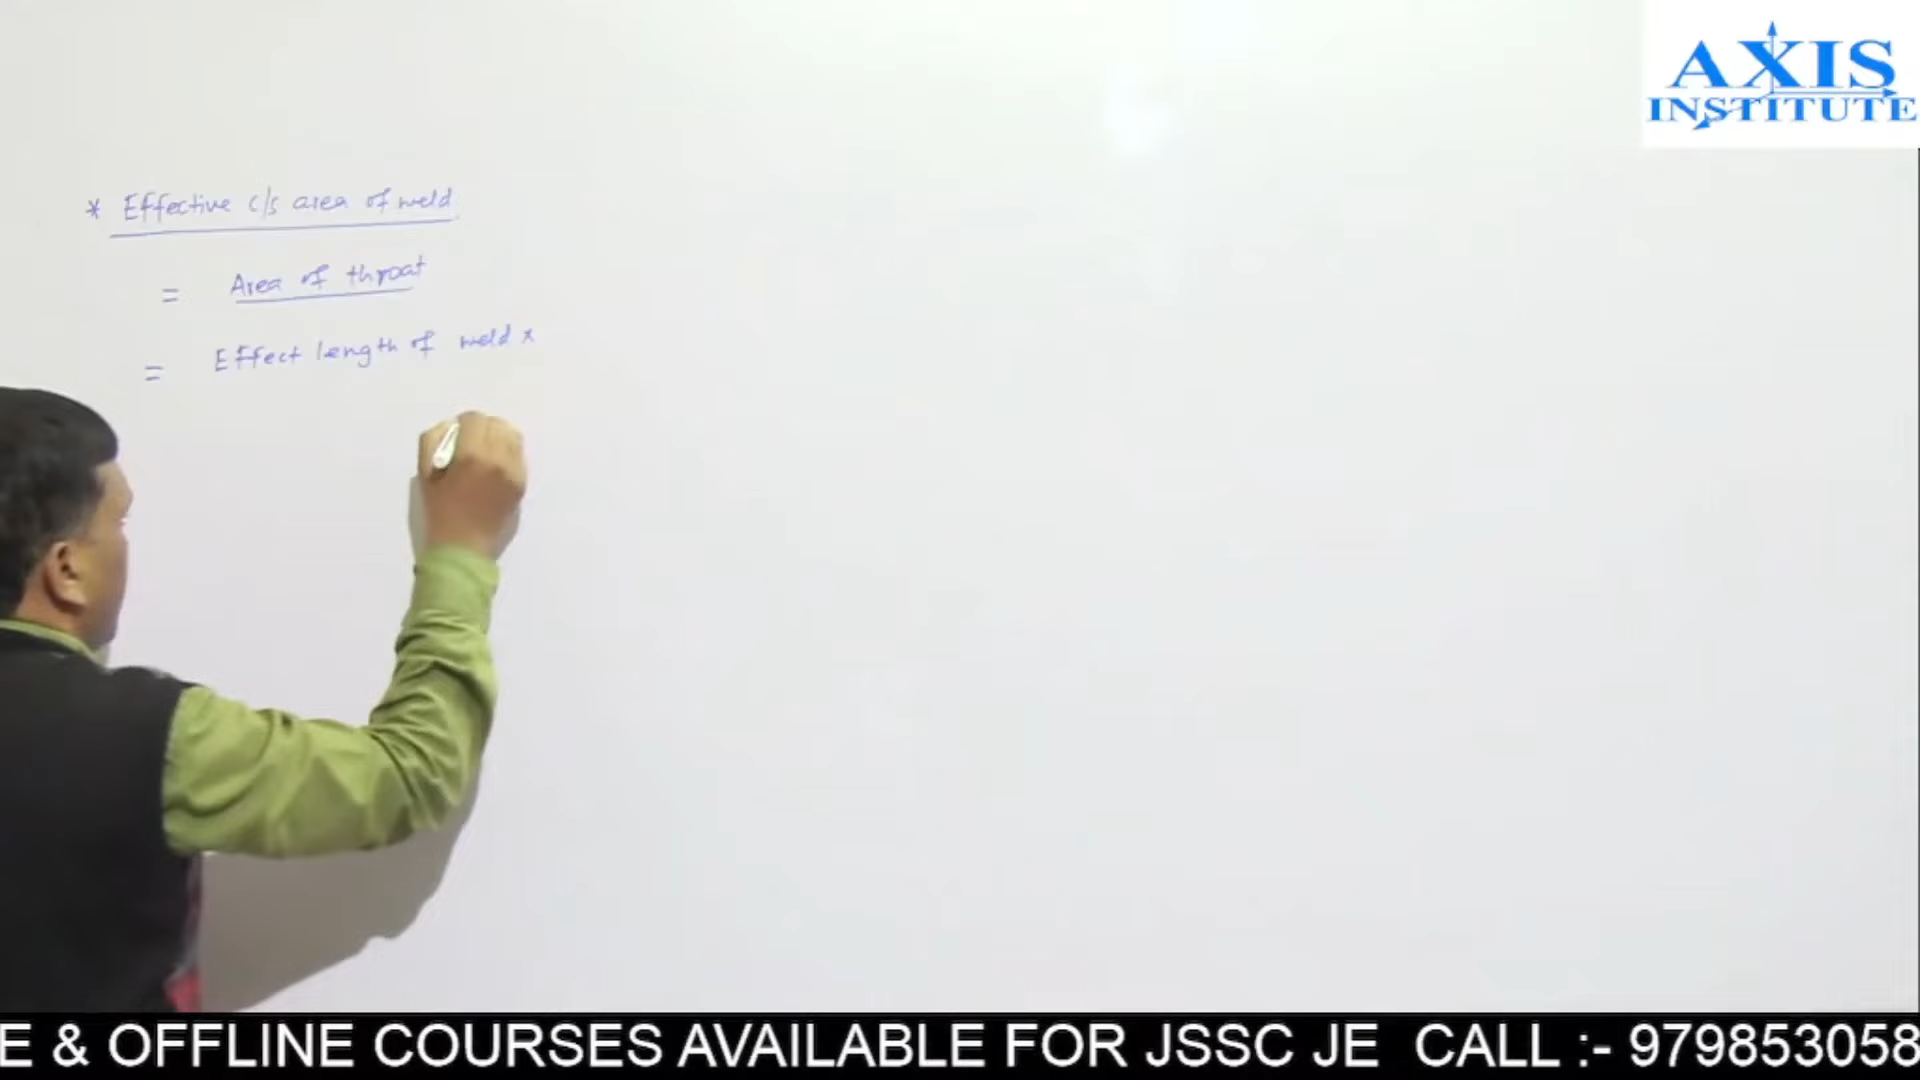 AXIS
INSTITUTE
* Effective c/s area of weld
= Area of throat
= Effect length of weld x
E & OFFLINE COURSES AVAILABLE FOR JSSC JE CALL :- 979853058